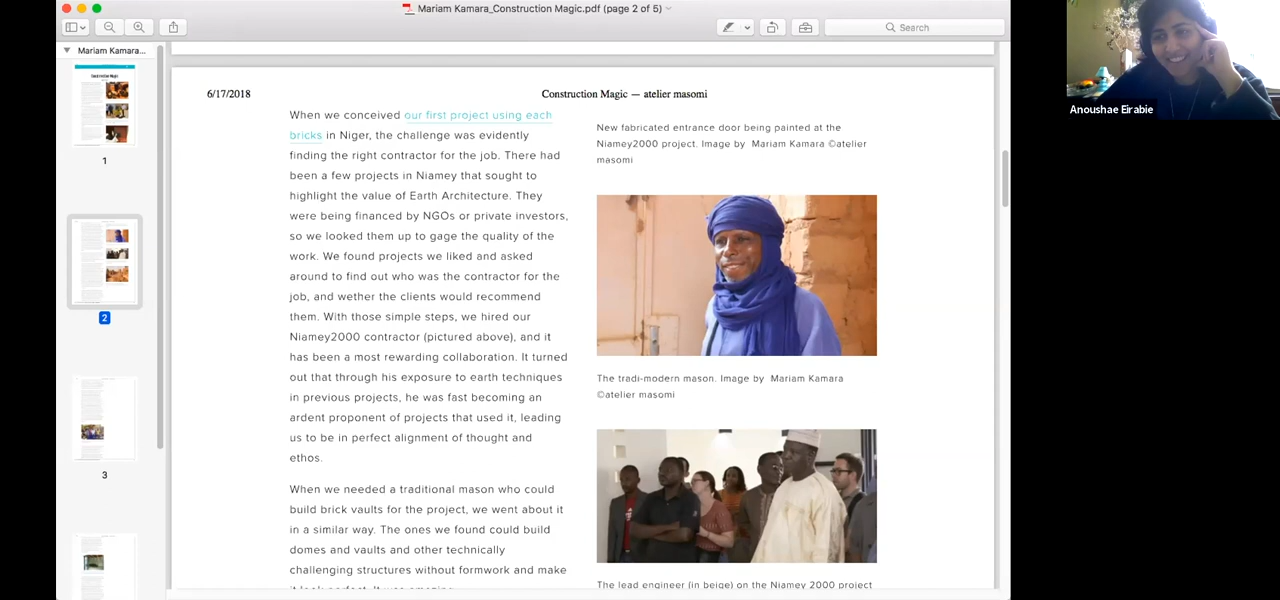 Mariam Kamara_Construction Magic.pdf (page 2 of 5)
Search
Mariam Kamara...
1
2
3
6/17/2018
Construction Magic — atelier masomi
When we conceived our first project using each
bricks in Niger, the challenge was evidently
finding the right contractor for the job. There had
been a few projects in Niamey that sought to
highlight the value of Earth Architecture. They
were being financed by NGOs or private investors,
so we looked them up to gage the quality of the
work. We found projects we liked and asked
around to find out who was the contractor for the
job, and wether the clients would recommend
them. With those simple steps, we hired our
Niamey2000 contractor (pictured above), and it
has been a most rewarding collaboration. It turned
out that through his exposure to earth techniques
in previous projects, he was fast becoming an
ardent proponent of projects that used it, leading
us to be in perfect alignment of thought and
ethos.
When we needed a traditional mason who could
build brick vaults for the project, we went about it
in a similar way. The ones we found could build
domes and vaults and other technically
challenging structures without formwork and make
New fabricated entrance door being painted at the
Niamey2000 project. Image by Mariam Kamara ©atelier
masomi
The tradi-modern mason. Image by Mariam Kamara
©atelier masomi
The lead engineer (in beige) on the Niamey 2000 project
Anoushae Eirabie